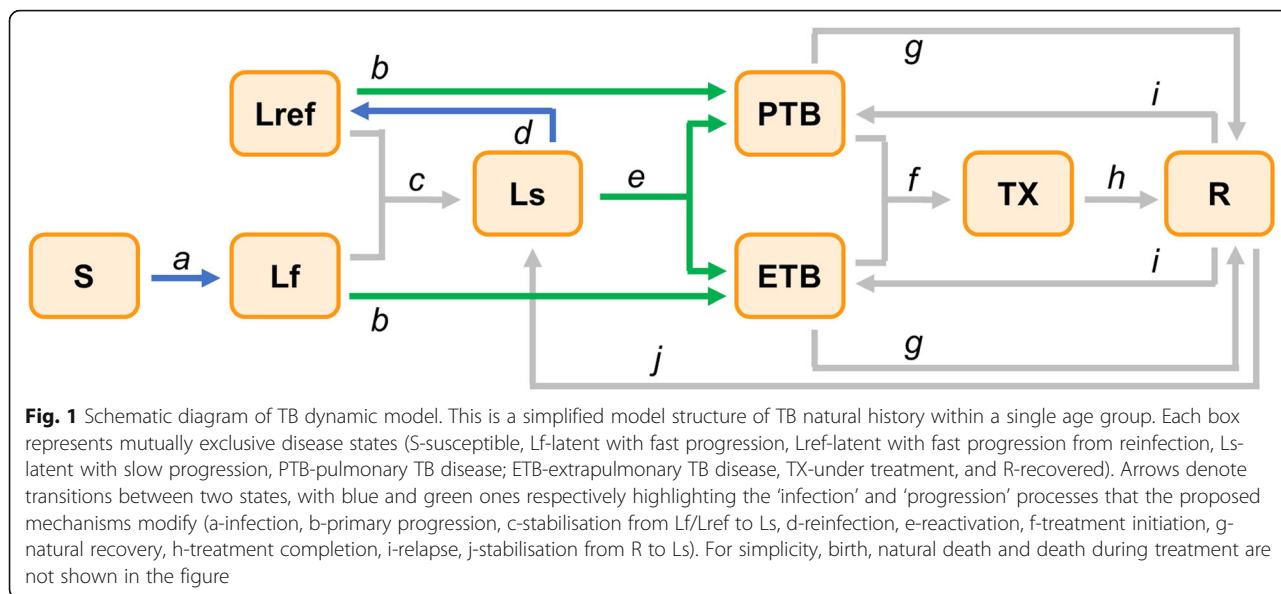 g
b
i
Lref
PTB
d
c
Ls
e
f
TX
h
R
S
a
Lf
ETB
i
b
g
j
Fig. 1 Schematic diagram of TB dynamic model. This is a simplified model structure of TB natural history within a single age group. Each box
represents mutually exclusive disease states (S-susceptible, Lf-latent with fast progression, Lref-latent with fast progression from reinfection, Ls-
latent with slow progression, PTB-pulmonary TB disease; ETB-extrapulmonary TB disease, TX-under treatment, and R-recovered). Arrows denote
transitions between two states, with blue and green ones respectively highlighting the ‘infection’ and ‘progression’ processes that the proposed
mechanisms modify (a-infection, b-primary progression, c-stabilisation from Lf/Lref to Ls, d-reinfection, e-reactivation, f-treatment initiation, g-
natural recovery, h-treatment completion, i-relapse, j-stabilisation from R to Ls). For simplicity, birth, natural death and death during treatment are
not shown in the figure